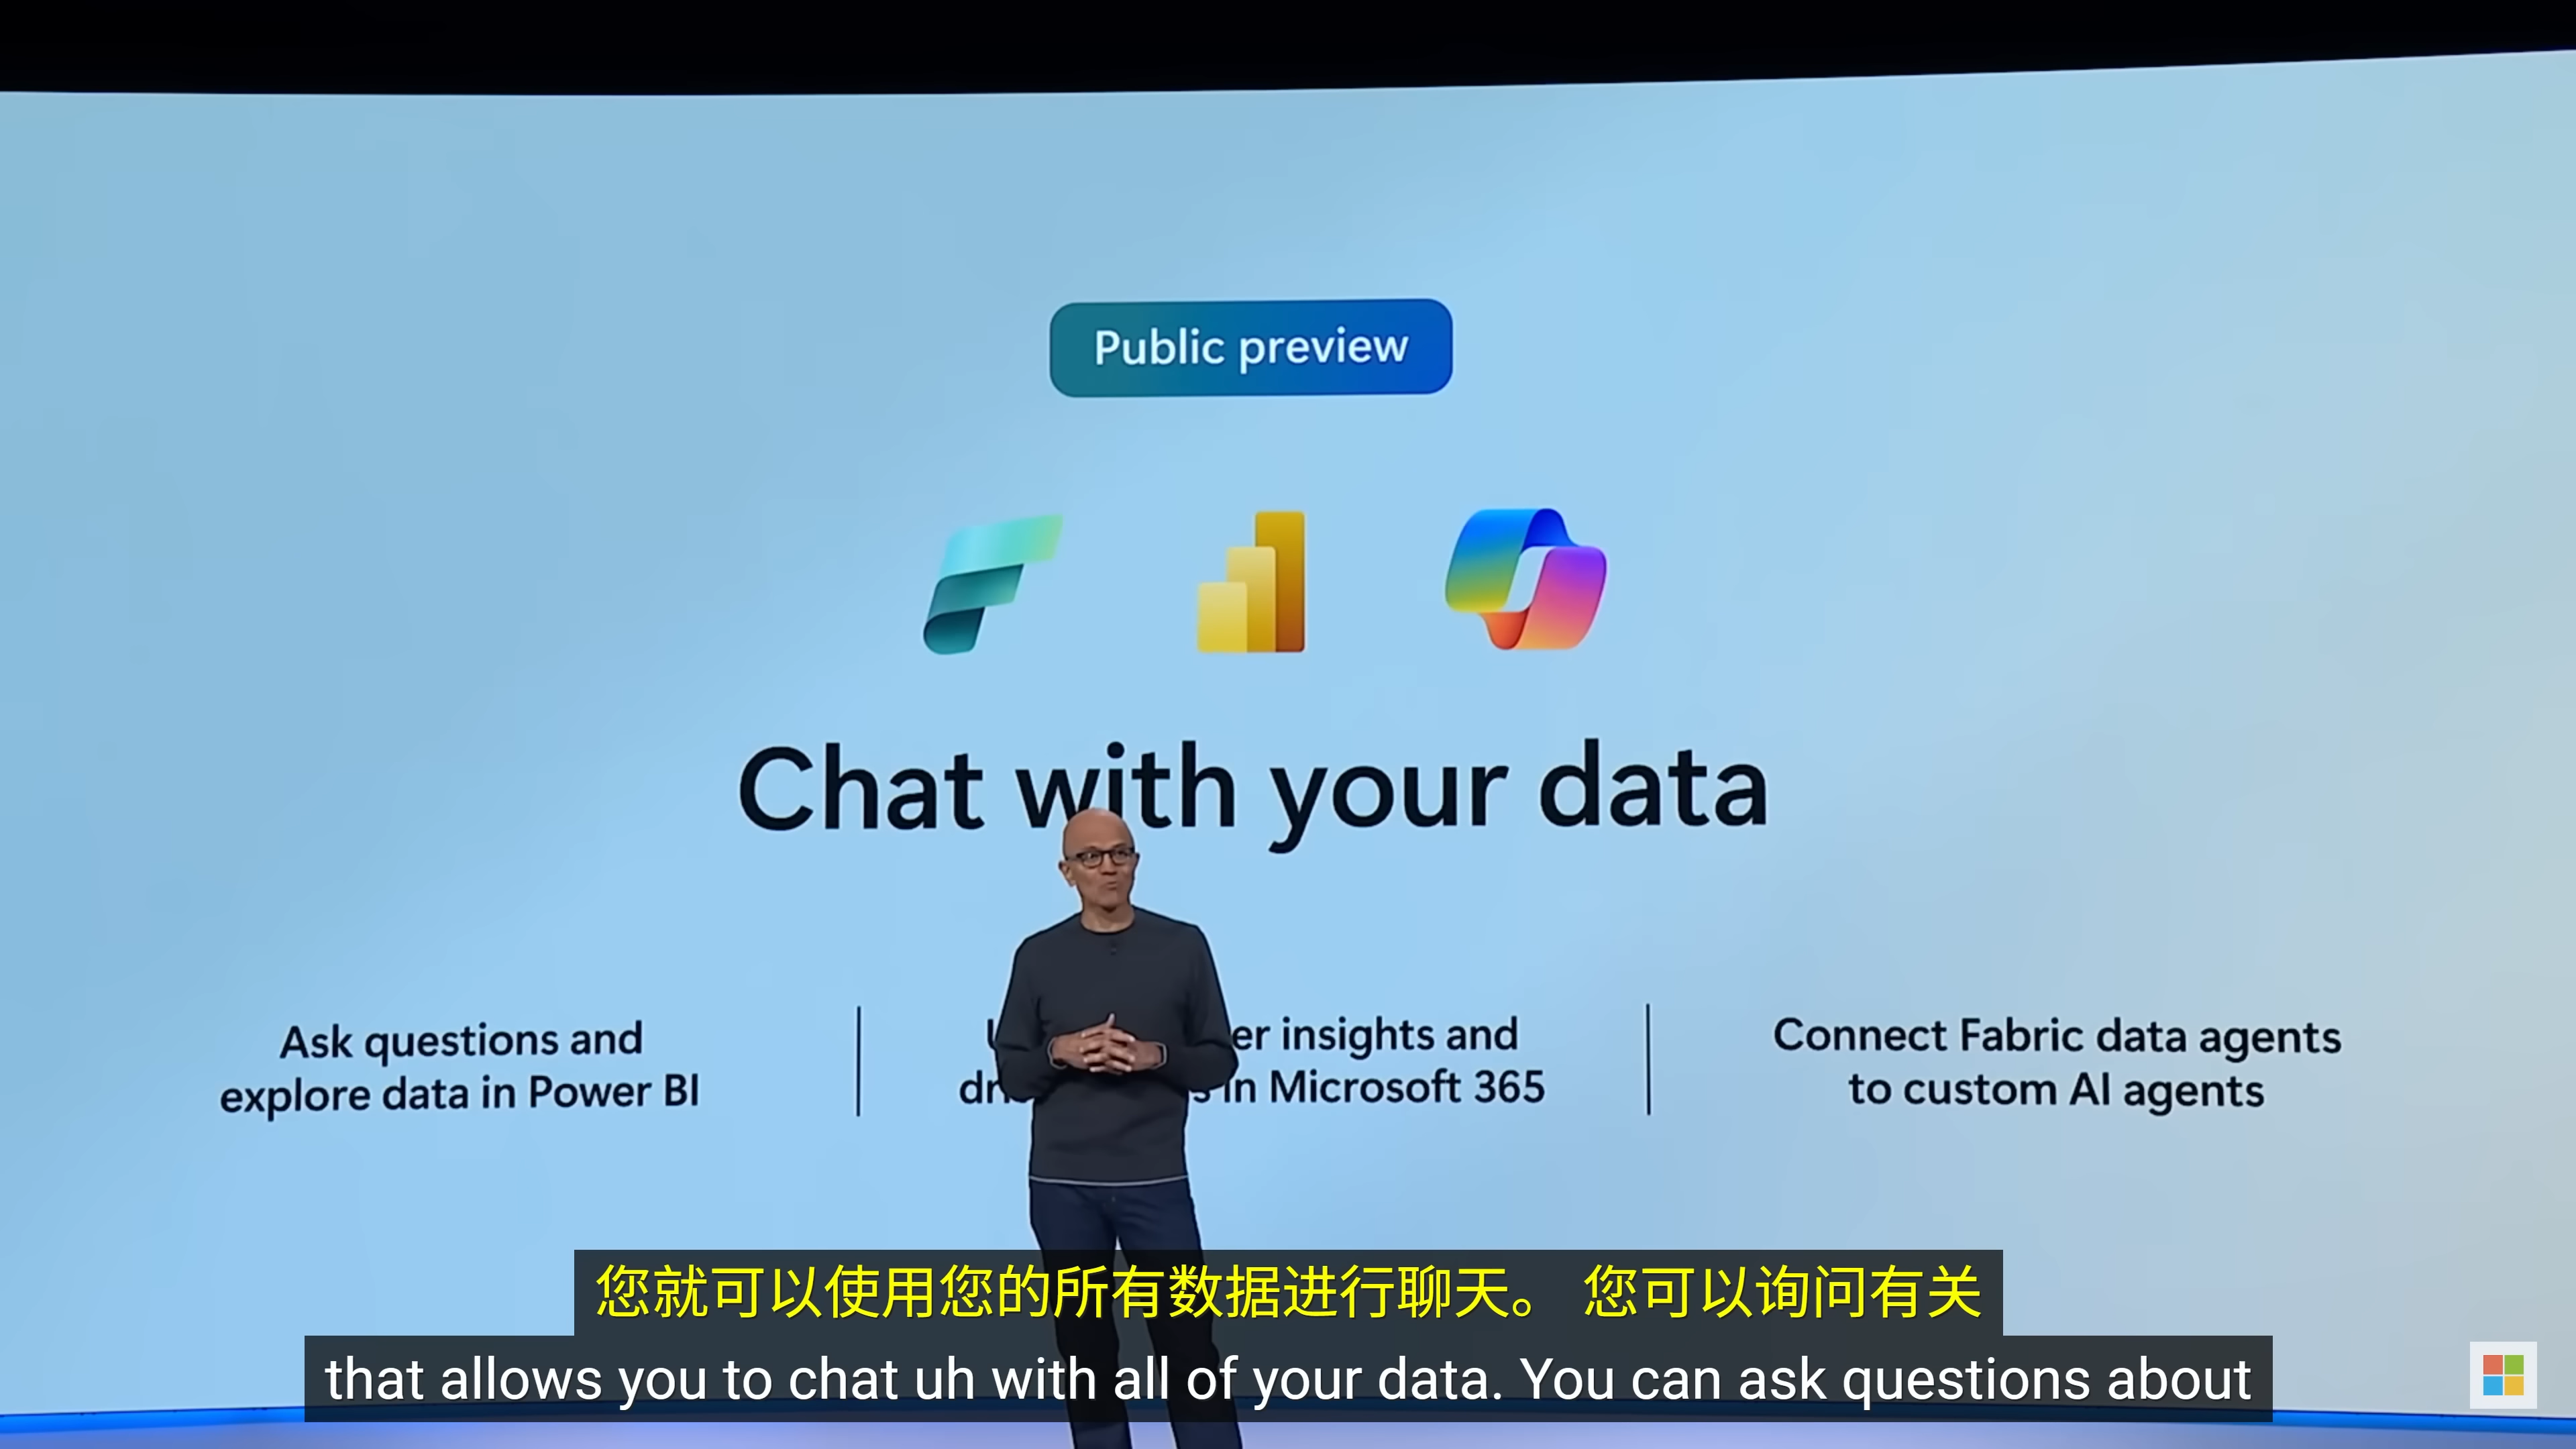 Public preview
Chat with your data
Ask questions and
explore data in Power BI
insights and
in Microsoft 365
Connect Fabric data agents
to custom AI agents
您就可以使用您的所有数据进行聊天。 您可以询问有关
that allows you to chat uh with all of your data. You can ask questions about